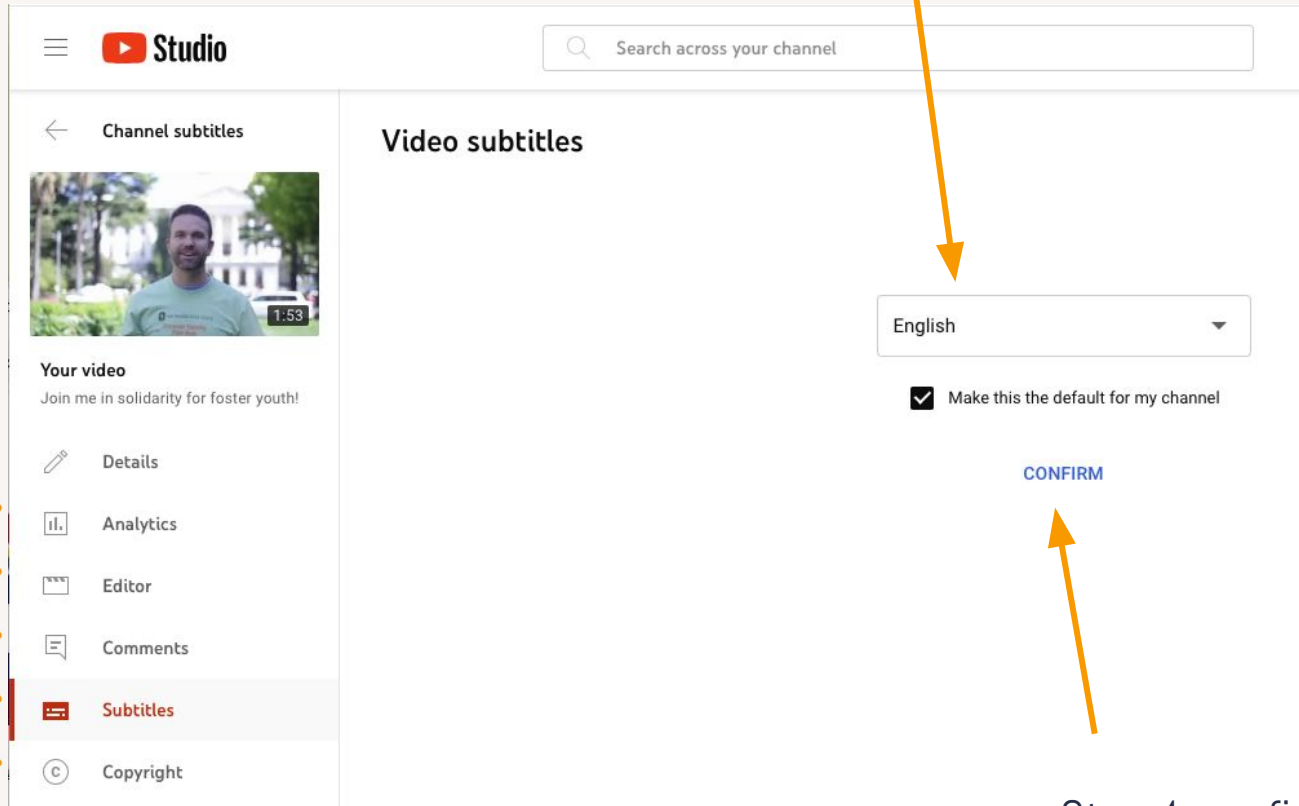 Studio
Search across your channel
Channel subtitles
Video subtitles
1:53
Your video
Join me in solidarity for foster youth!
English
Make this the default for my channel
CONFIRM
Details
Analytics
Editor
Comments
Subtitles
Copyright